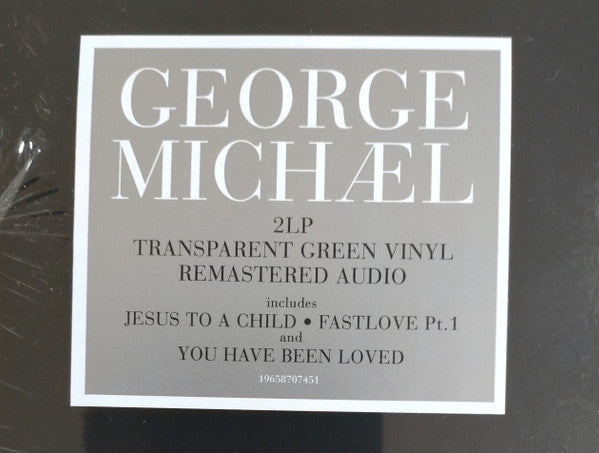 GEORGE
MICHÆL
2LP
TRANSPARENT GREEN VINYL
REMASTERED AUDIO
includes
JESUS TO A CHILD • FASTLOVE Pt.1
and
YOU HAVE BEEN LOVED
19658707451